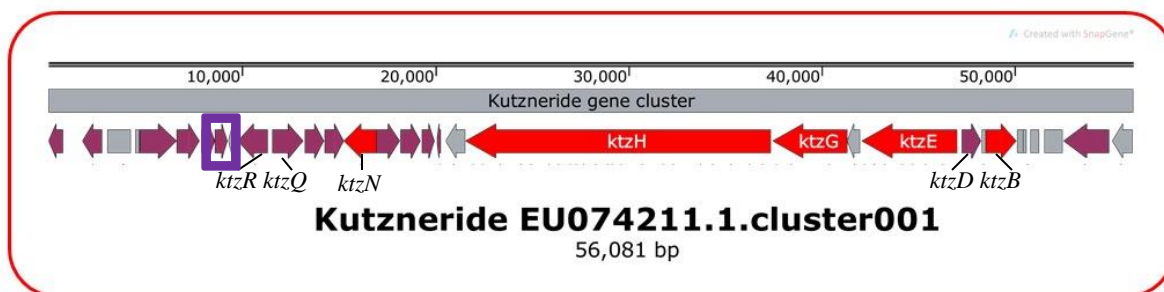 Created with SnapGene®
10,000 20,000 30,000 40,000 50,000
Kutzneride gene cluster
ktzH ktzG ktzE
ktzR ktzQ ktzN ktzD ktzB
Kutzneride EU074211.1.cluster001
56,081 bp